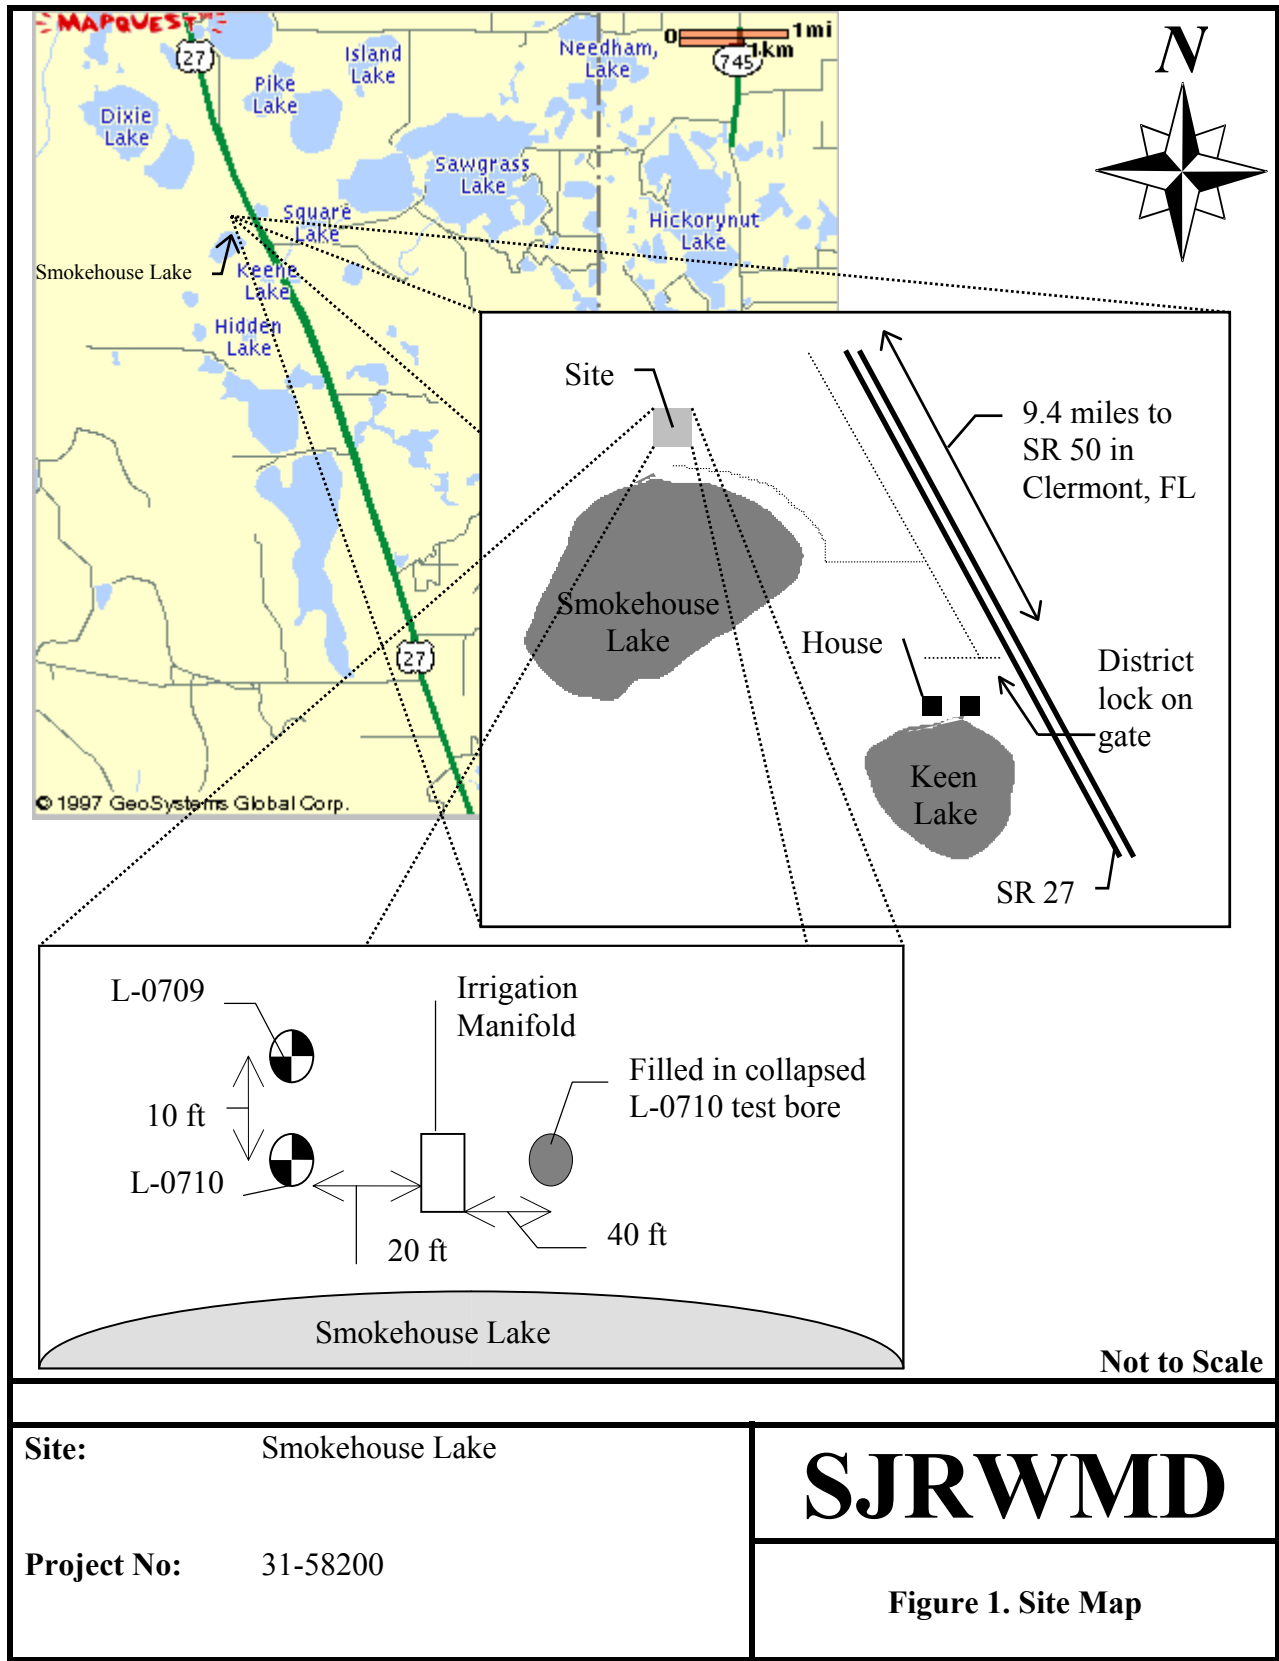 MAPQUEST
TM
27
Island
Lake
Needham,
Lake
0
1mi
1km
745
Pike
Lake
Dixie
Lake
Sawgrass
Lake
Square
Lake
Hickorynut
Lake
Smokehouse Lake
Keene
Lake
Hidden
Lake
27
© 1997 GeoSystems Global Corp.
N
Site
9.4 miles to
SR 50 in
Clermont, FL
Smokehouse
Lake
House
District
lock on
gate
Keen
Lake
SR 27
L-0709
Irrigation
Manifold
Filled in collapsed
L-0710 test bore
10 ft
L-0710
20 ft
40 ft
Smokehouse Lake
Not to Scale
Site: Smokehouse Lake
SJRWMD
Project No: 31-58200
Figure 1. Site Map